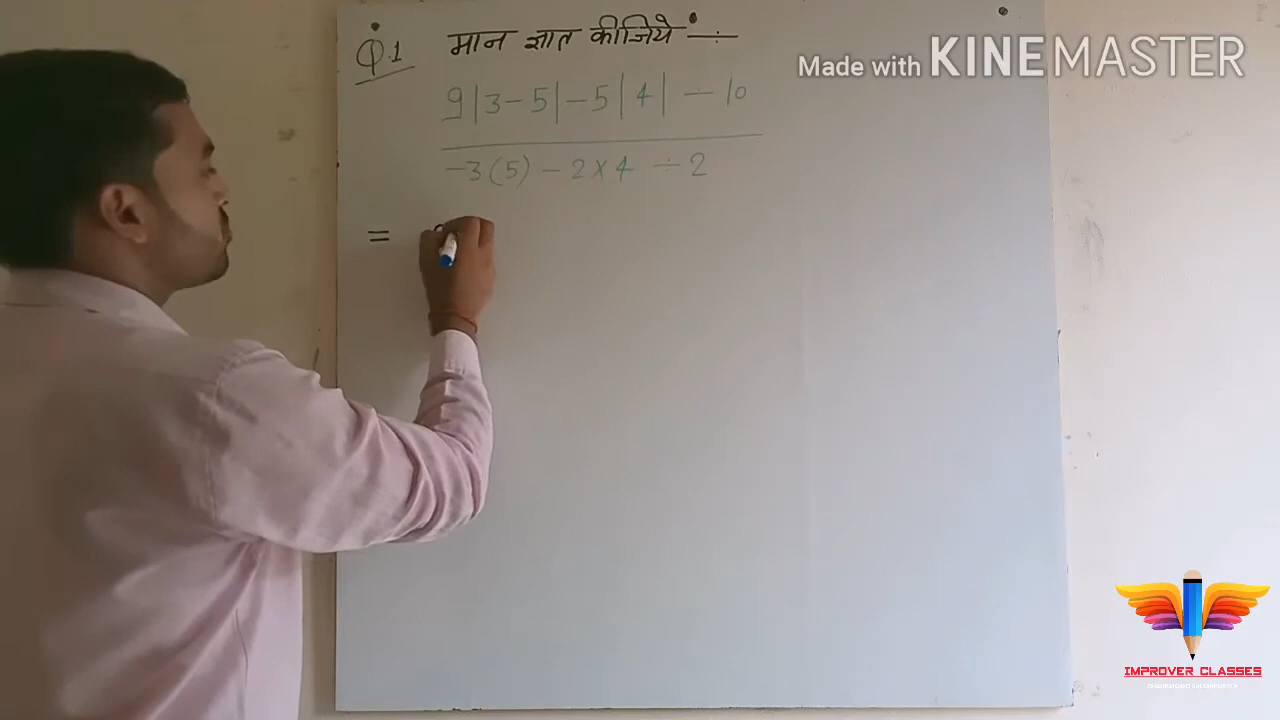 Q.1 मान ज्ञात कीजिये ÷
Made with KINEMASTER
9|3-5|-5|4| ÷ 10
-3(5) - 2×4 ÷ 2
=
IMPROVER CLASSES